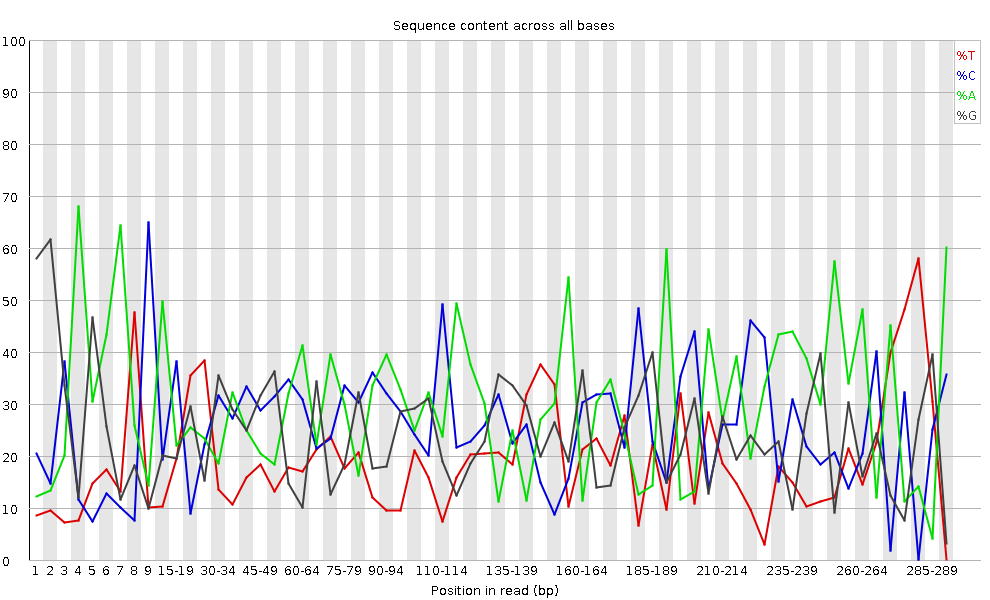 Sequence content across all bases
100
90
80
70
60
50
40
30
20
10
0
%T
%C
%A
%G
1 2 3 4 5 6 7 8 9 15-19 30-34 45-49 60-64 75-79 90-94 110-114 135-139 160-164 185-189 210-214 235-239 260-264 285-289
Position in read (bp)